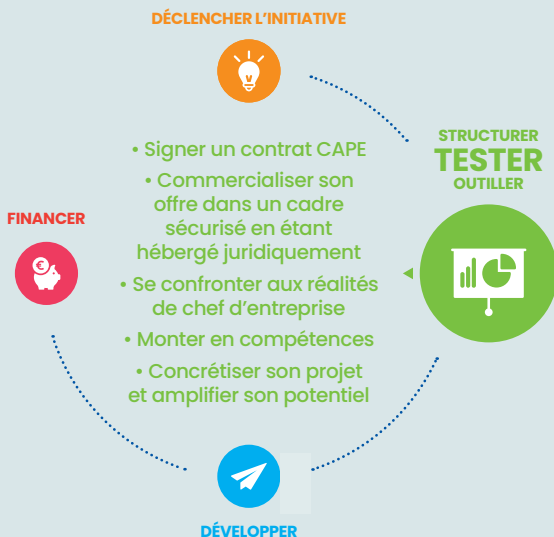 DÉCLENCHER L'INITIATIVE
STRUCTURER
TESTER
OUTILLER
• Signer un contrat CAPE
• Commercialiser son
offre dans un cadre
sécurisé en étant
hébergé juridiquement
• Se confronter aux réalités
de chef d'entreprise
• Monter en compétences
• Concrétiser son projet
et amplifier son potentiel
FINANCER
€
DÉVELOPPER